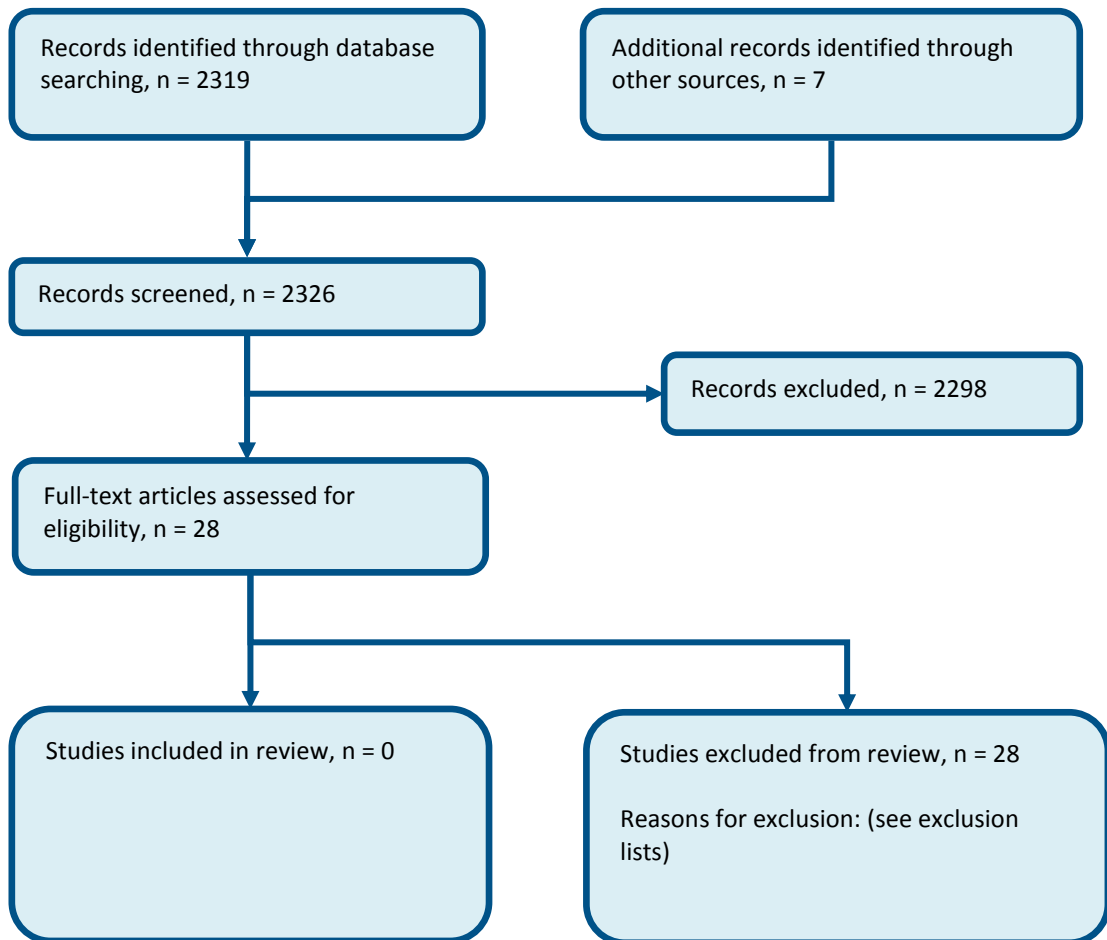 Records identified through database
searching, n = 2319
Additional records identified through
other sources, n = 7
Records screened, n = 2326
Records excluded, n = 2298
Full-text articles assessed for
eligibility, n = 28
Studies included in review, n = 0
Studies excluded from review, n = 28
Reasons for exclusion: (see exclusion
lists)